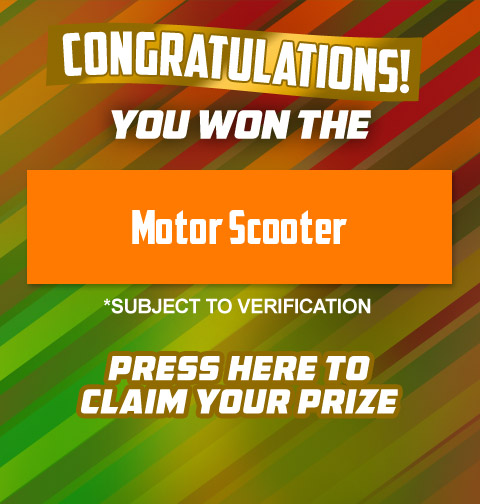 CONGRATULATIONS!
YOU WON THE
Motor Scooter
*SUBJECT TO VERIFICATION
PRESS HERE TO
CLAIM YOUR PRIZE